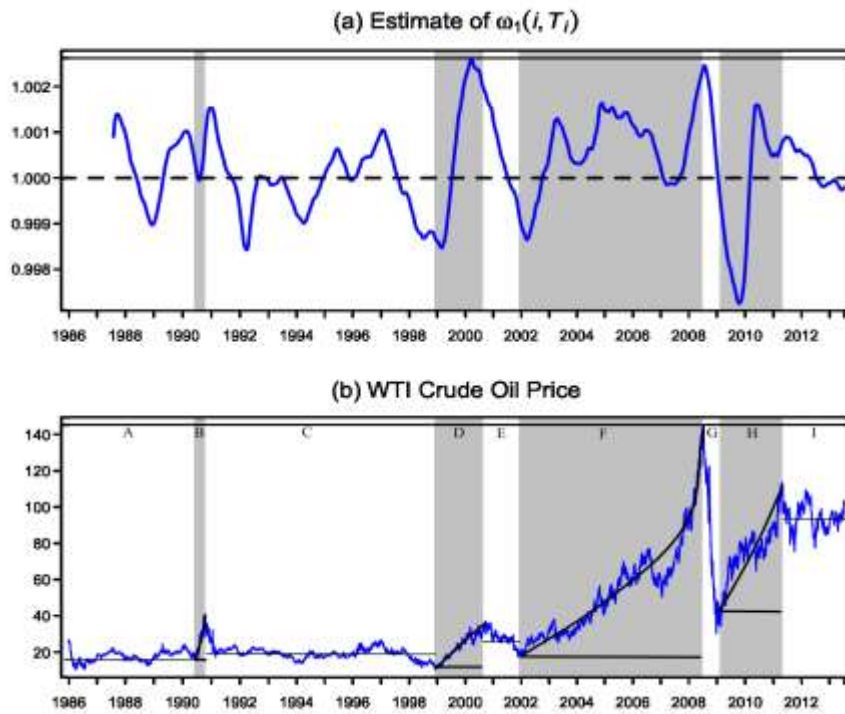 (a) Estimate of ω₁(i, Tᵢ)
1.002
1.001
1.000
0.999
0.998
1986 1988 1990 1992 1994 1996 1998 2000 2002 2004 2006 2008 2010 2012
(b) WTI Crude Oil Price
A B C D E F G H I
140
120
100
80
60
40
20
1986 1988 1990 1992 1994 1996 1998 2000 2002 2004 2006 2008 2010 2012